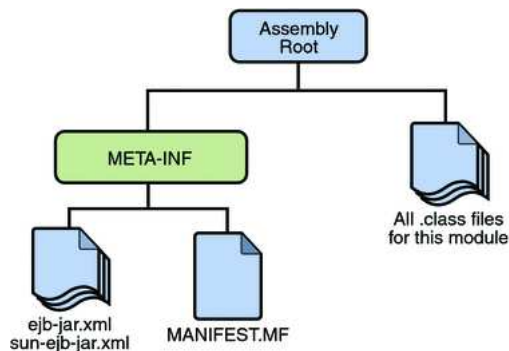 Assembly
Root
META-INF
All .class files
for this module
ejb-jar.xml
sun-ejb-jar.xml
MANIFEST.MF